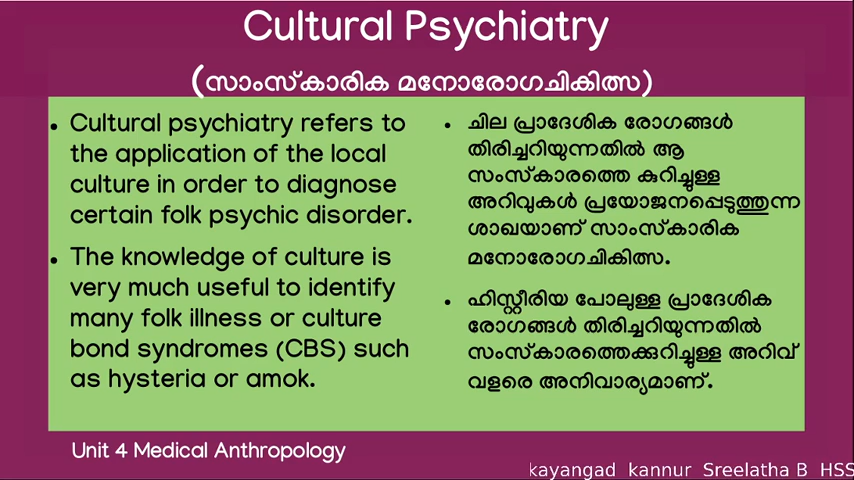 Cultural Psychiatry
(സാംസ്കാരിക മനോരോഗചികിത്സ)
• Cultural psychiatry refers to
the application of the local
culture in order to diagnose
certain folk psychic disorder.
• The knowledge of culture is
very much useful to identify
many folk illness or culture
bond syndromes (CBS) such
as hysteria or amok.
• ചില പ്രാദേശിക രോഗങ്ങൾ
തിരിച്ചറിയുന്നതിൽ ആ
സംസ്കാരത്തെ കുറിച്ചുള്ള
അറിവുകൾ പ്രയോജനപ്പെടുത്തുന്ന
ശാഖയാണ് സാംസ്കാരിക
മനോരോഗചികിത്സ.
• ഹിസ്റ്റീരിയ പോലുള്ള പ്രാദേശിക
രോഗങ്ങൾ തിരിച്ചറിയുന്നതിൽ
സംസ്കാരത്തെക്കുറിച്ചുള്ള അറിവ്
വളരെ അനിവാര്യമാണ്.
Unit 4 Medical Anthropology
kayangad kannur Sreelatha B HSS